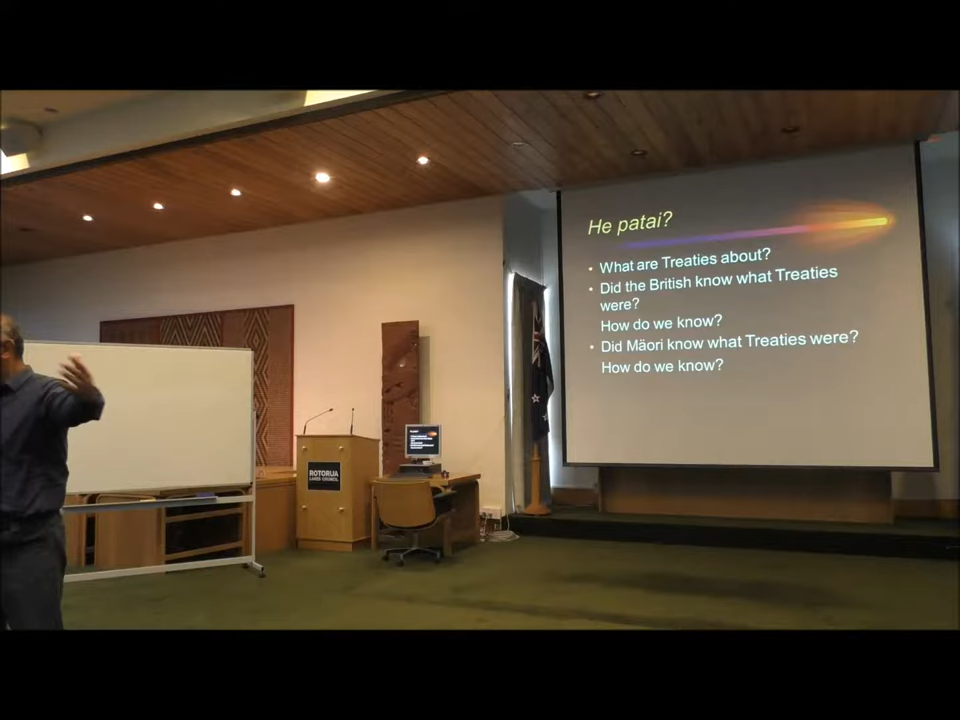 He patai?
• What are Treaties about?
• Did the British know what Treaties
were?
How do we know?
• Did Mäori know what Treaties were?
How do we know?
ROTORUA
LAKES COUNCIL